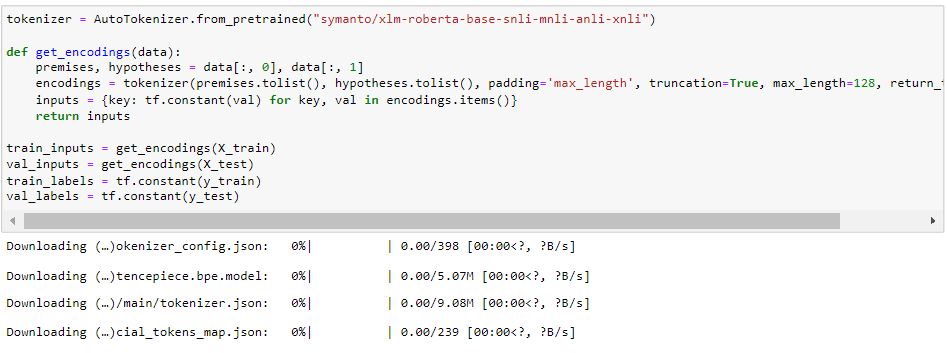 tokenizer = AutoTokenizer.from_pretrained("symanto/xlm-roberta-base-snli-mnli-anli-xnli")
def get_encodings(data):
    premises, hypotheses = data[:, 0], data[:, 1]
    encodings = tokenizer(premises.tolist(), hypotheses.tolist(), padding='max_length', truncation=True, max_length=128, return_
    inputs = {key: tf.constant(val) for key, val in encodings.items()}
    return inputs
train_inputs = get_encodings(X_train)
val_inputs = get_encodings(X_test)
train_labels = tf.constant(y_train)
val_labels = tf.constant(y_test)
Downloading (…)okenizer_config.json:   0%|          | 0.00/398 [00:00<?, ?B/s]
Downloading (…)tencepiece.bpe.model:   0%|          | 0.00/5.07M [00:00<?, ?B/s]
Downloading (…)/main/tokenizer.json:   0%|          | 0.00/9.08M [00:00<?, ?B/s]
Downloading (…)cial_tokens_map.json:   0%|          | 0.00/239 [00:00<?, ?B/s]